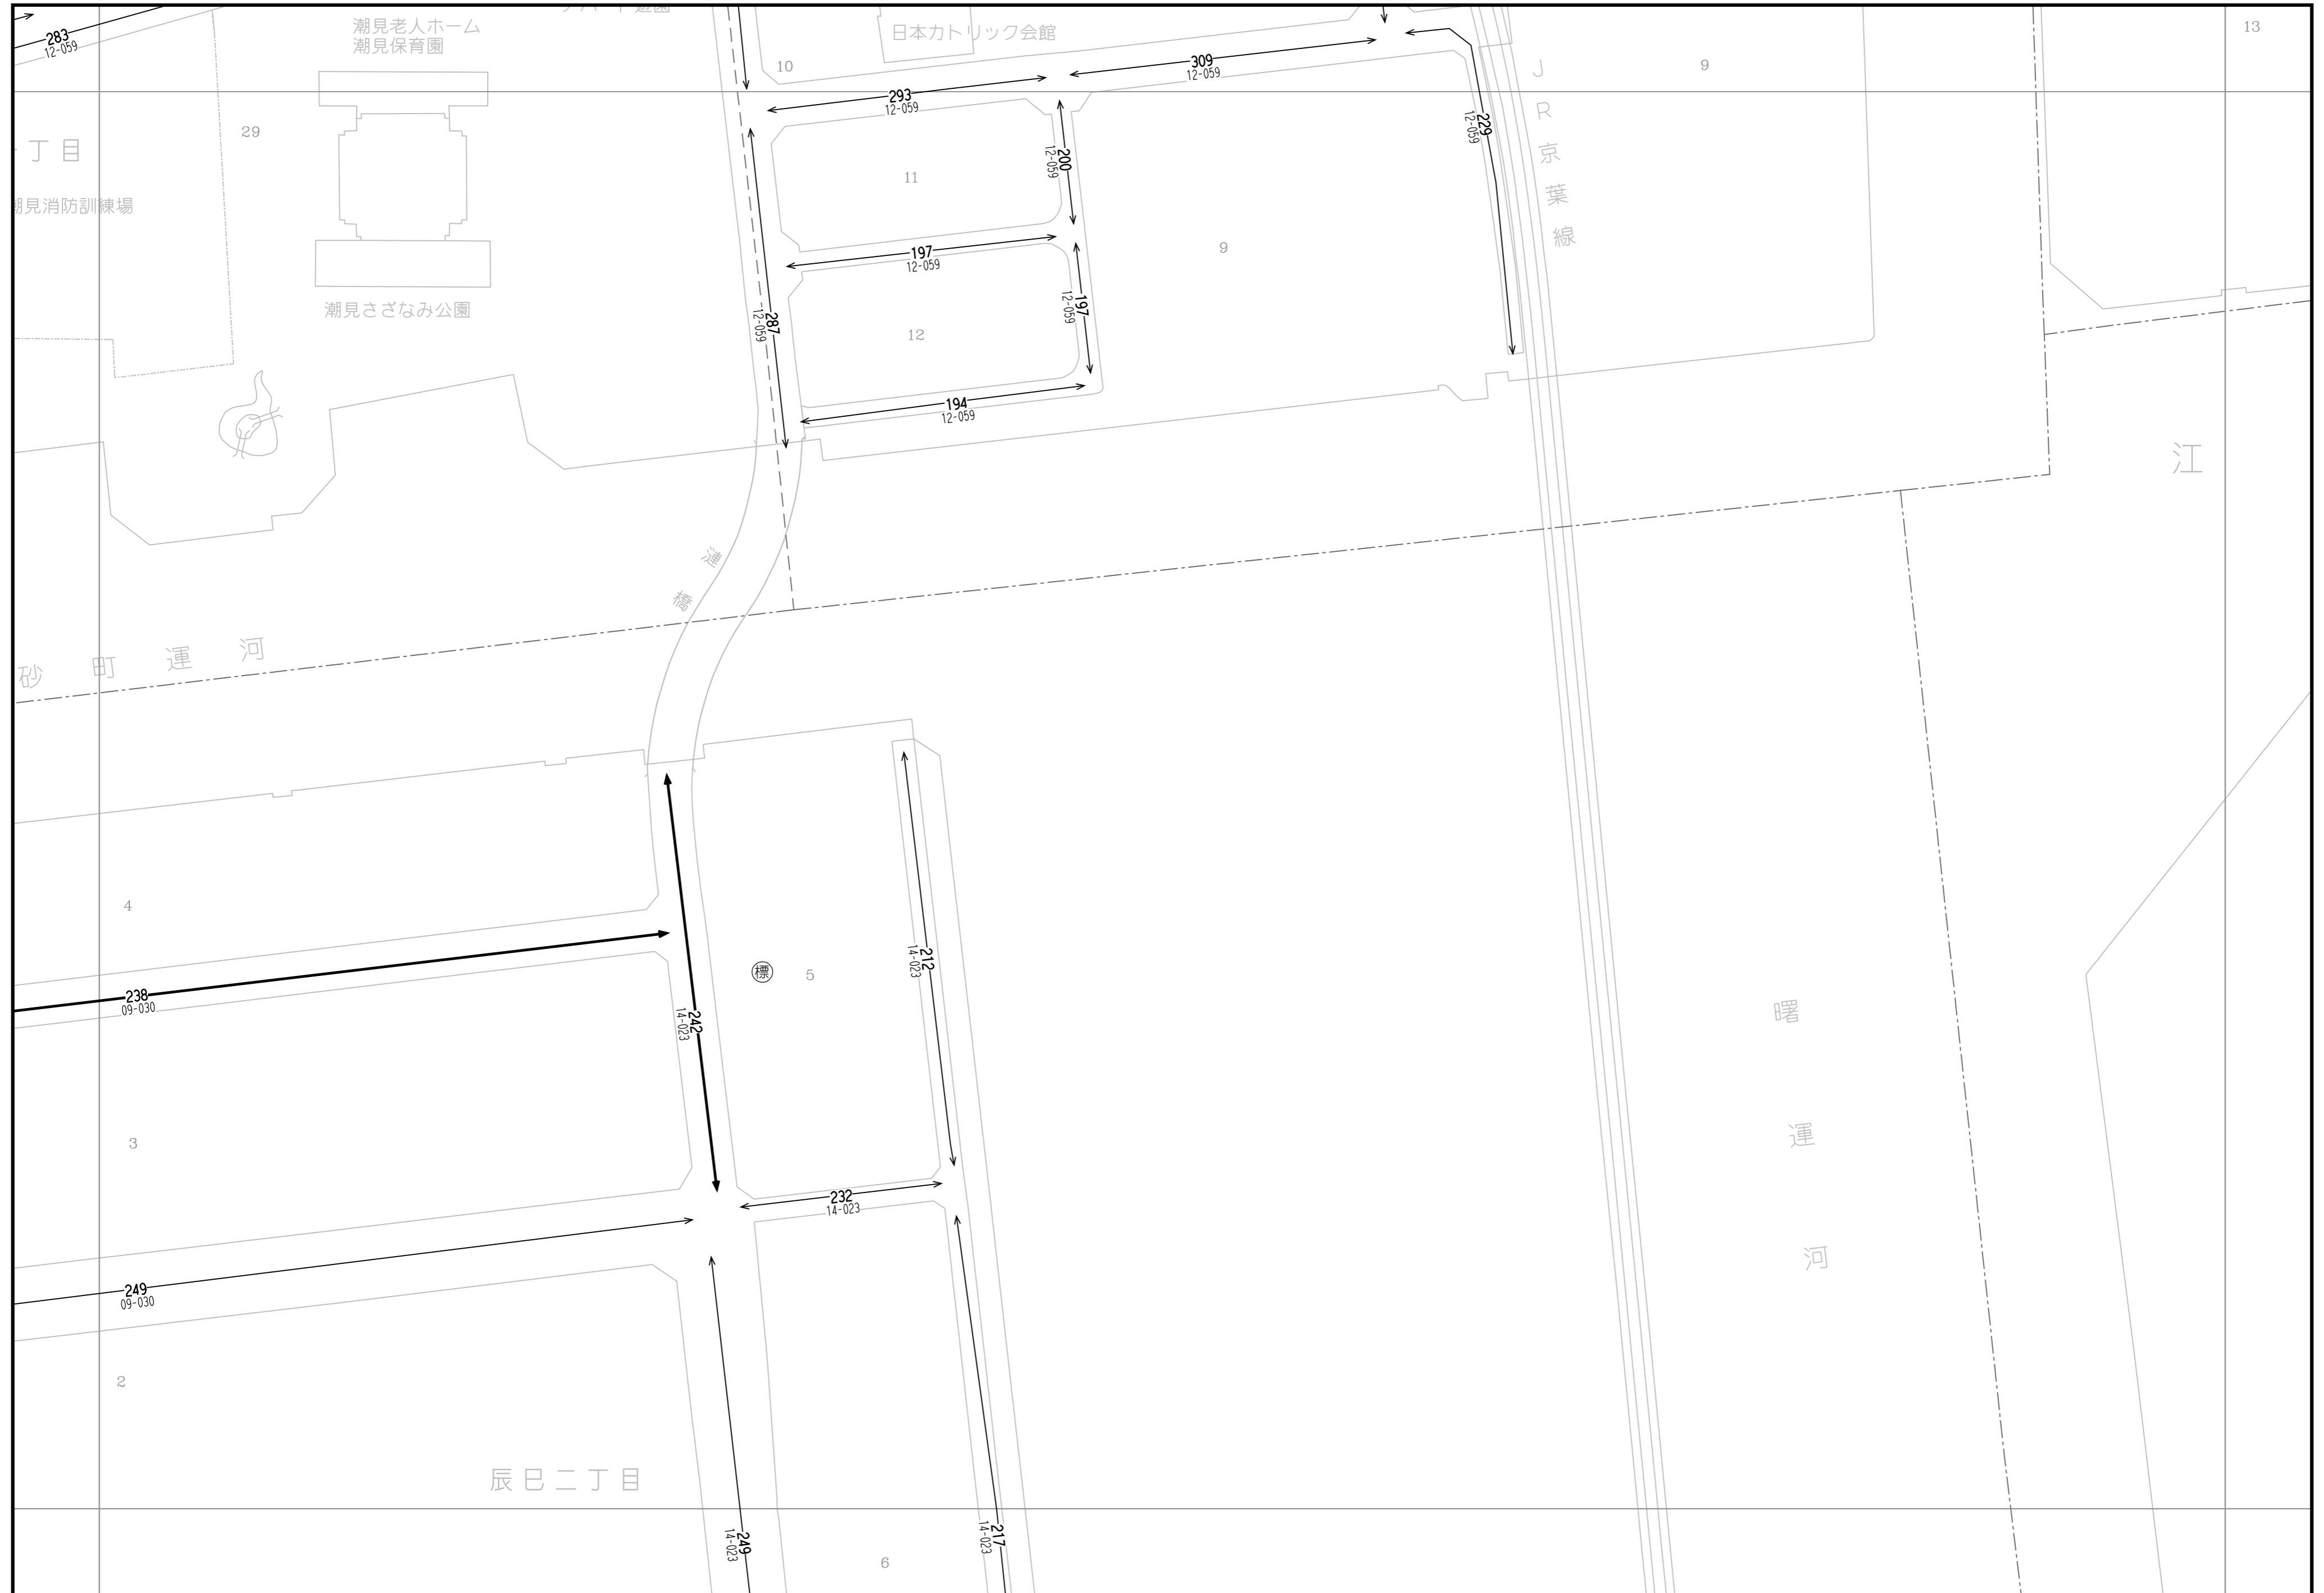 283
12-059
潮見老人ホーム
潮見保育園
日本カトリック会館
10
309
12-059
9
13
293
12-059
29
丁目
潮見消防訓練場
J
R
京
葉
線
229
12-059
200
12-059
11
197
12-059
9
197
12-059
潮見さざなみ公園
287
12-059
12
194
12-059
江
漣
橋
砂町運河
4
5
標
212
14-023
238
09-030
242
14-023
曙
運
河
3
232
14-023
249
09-030
2
辰巳二丁目
249
14-023
217
14-023
6